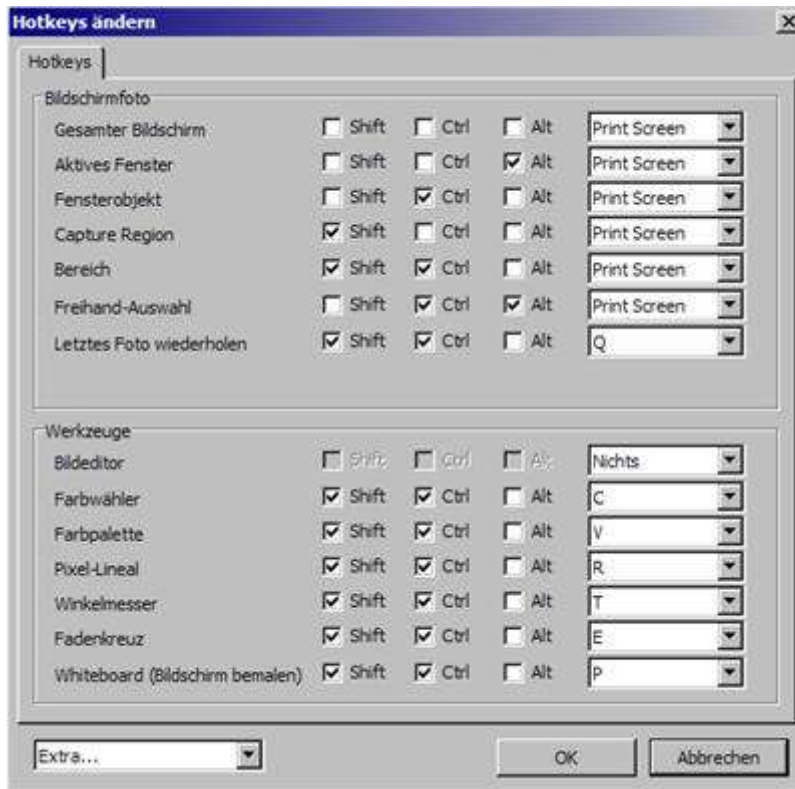 Hotkeys ändern
Hotkeys
Bildschirmfoto
Gesamter Bildschirm Shift Ctrl Alt Print Screen
Aktives Fenster Shift Ctrl Alt Print Screen
Fensterobjekt Shift Ctrl Alt Print Screen
Capture Region Shift Ctrl Alt Print Screen
Bereich Shift Ctrl Alt Print Screen
Freihand-Auswahl Shift Ctrl Alt Print Screen
Letztes Foto wiederholen Shift Ctrl Alt Q
Werkzeuge
Bildeditor Shift Ctrl Alt Nichts
Farbwähler Shift Ctrl Alt C
Farbpalette Shift Ctrl Alt V
Pixel-Lineal Shift Ctrl Alt R
Winkelmesser Shift Ctrl Alt T
Fadenkreuz Shift Ctrl Alt E
Whiteboard (Bildschirm bemalen) Shift Ctrl Alt P
Extra... OK Abbrechen